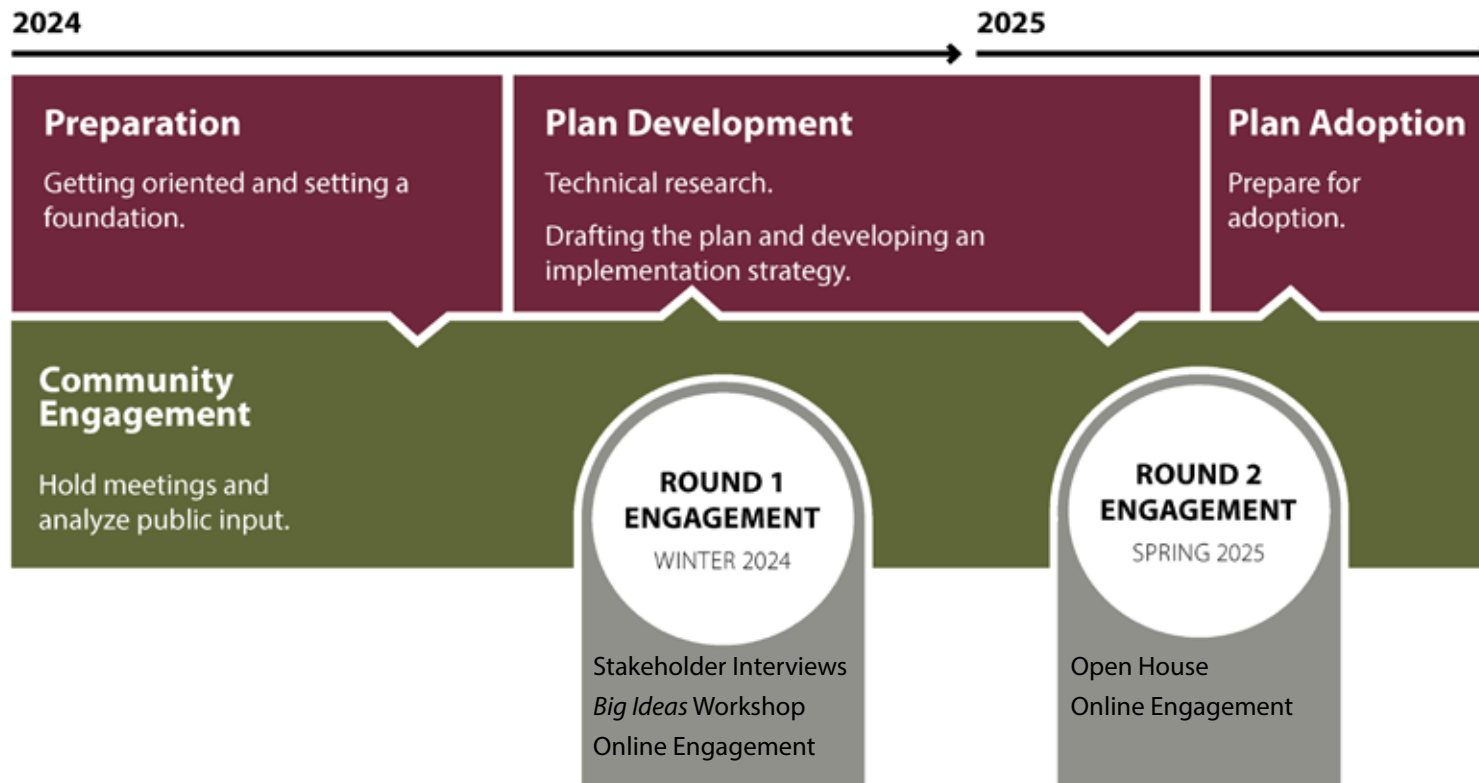 2024
2025
Preparation
Getting oriented and setting a
foundation.
Plan Development
Technical research.
Drafting the plan and developing an
implementation strategy.
Plan Adoption
Prepare for
adoption.
Community
Engagement
Hold meetings and
analyze public input.
ROUND 1
ENGAGEMENT
WINTER 2024
Stakeholder Interviews
Big Ideas Workshop
Online Engagement
ROUND 2
ENGAGEMENT
SPRING 2025
Open House
Online Engagement